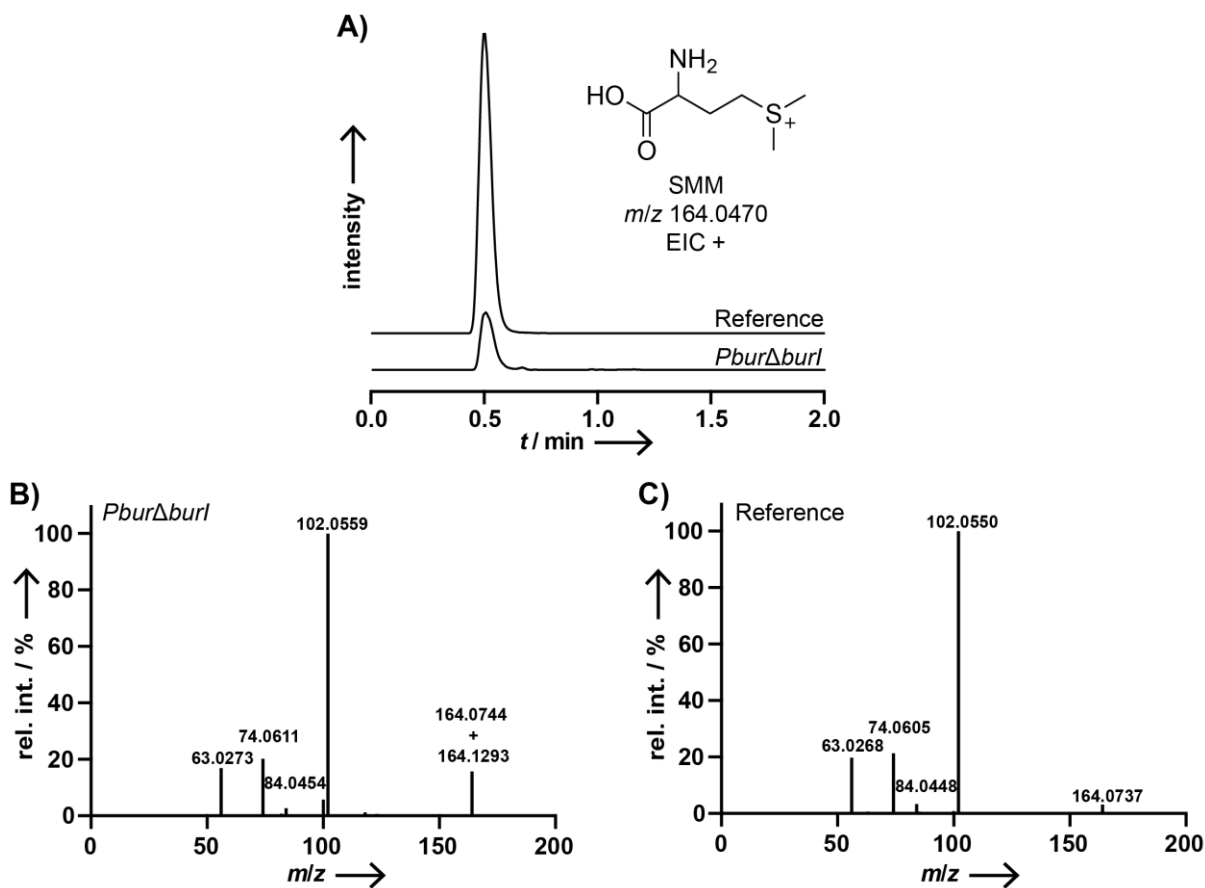 A)
NH2
HO
O
S+
SMM
m/z 164.0470
EIC +
intensity
Reference
PburΔburI
0.0 0.5 1.0 1.5 2.0
t / min
B)
PburΔburI
102.0559
100
80
60
40
20
0
rel. int. / %
164.0744
+
164.1293
74.0611
63.0273
84.0454
0 50 100 150 200
m/z
C)
Reference
102.0550
100
80
60
40
20
0
rel. int. / %
74.0605
63.0268
84.0448
164.0737
0 50 100 150 200
m/z